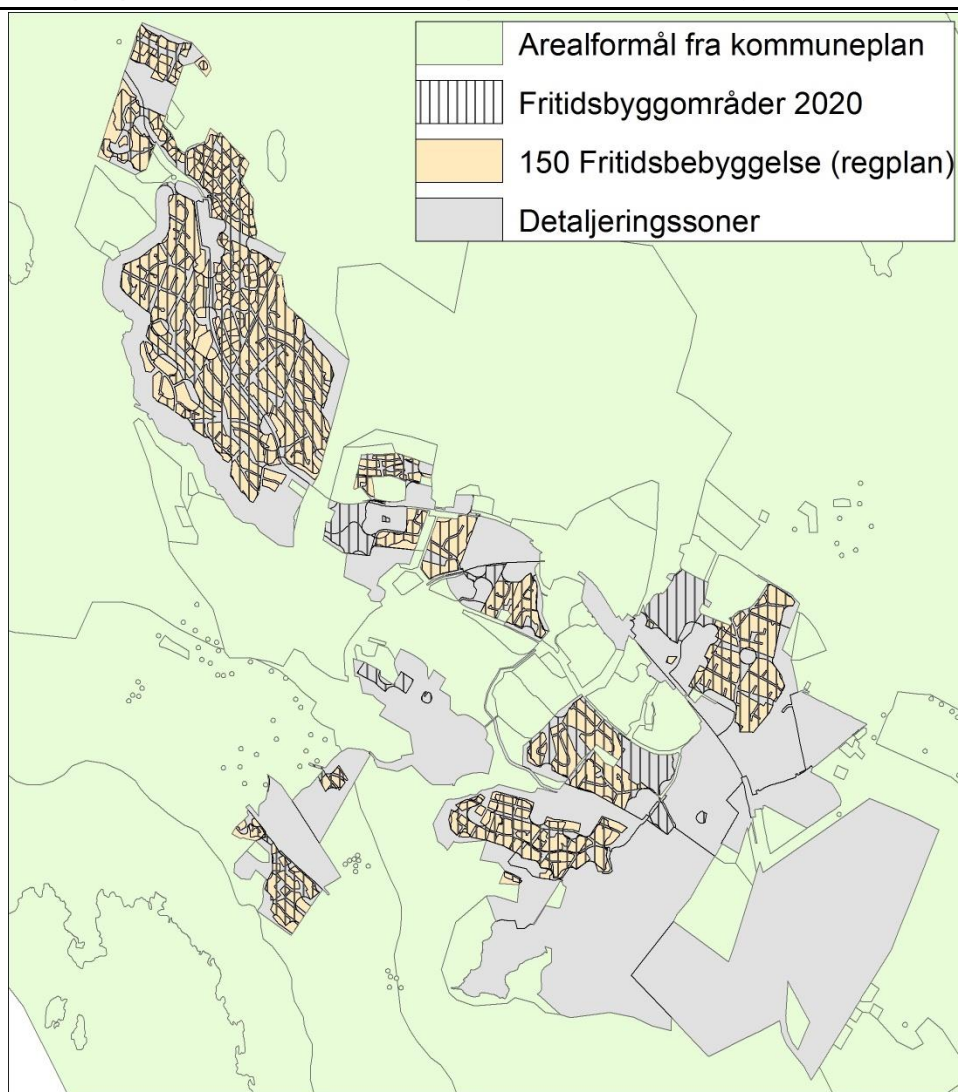 Arealformål fra kommuneplan
Fritidsbyggområder 2020
150 Fritidsbebyggelse (regplan)
Detaljeringssoner